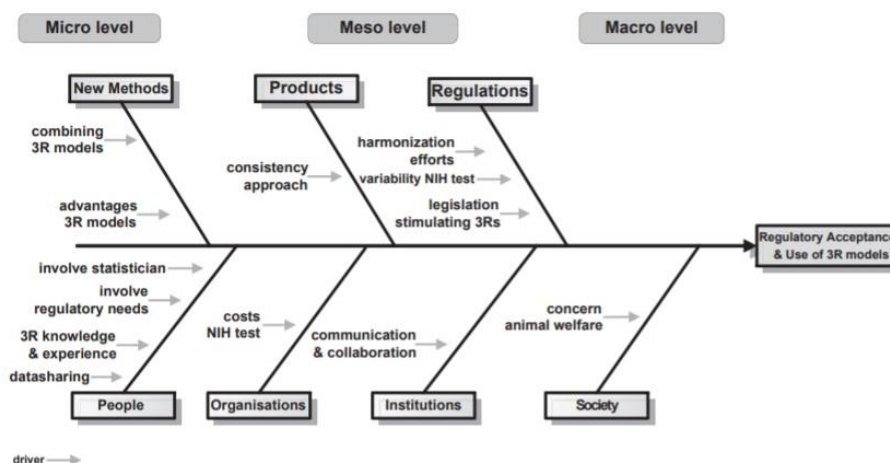 Micro level
Meso level
Macro level
New Methods
Products
Regulations
combining
3R models
advantages
3R models
consistency
approach
harmonization
efforts
variability NIH test
legislation
stimulating 3Rs
Regulatory Acceptance
& Use of 3R models
involve statistician
involve
regulatory needs
3R knowledge
& experience
datasharing
costs
NIH test
communication
& collaboration
concern
animal welfare
People
Organisations
Institutions
Society
driver